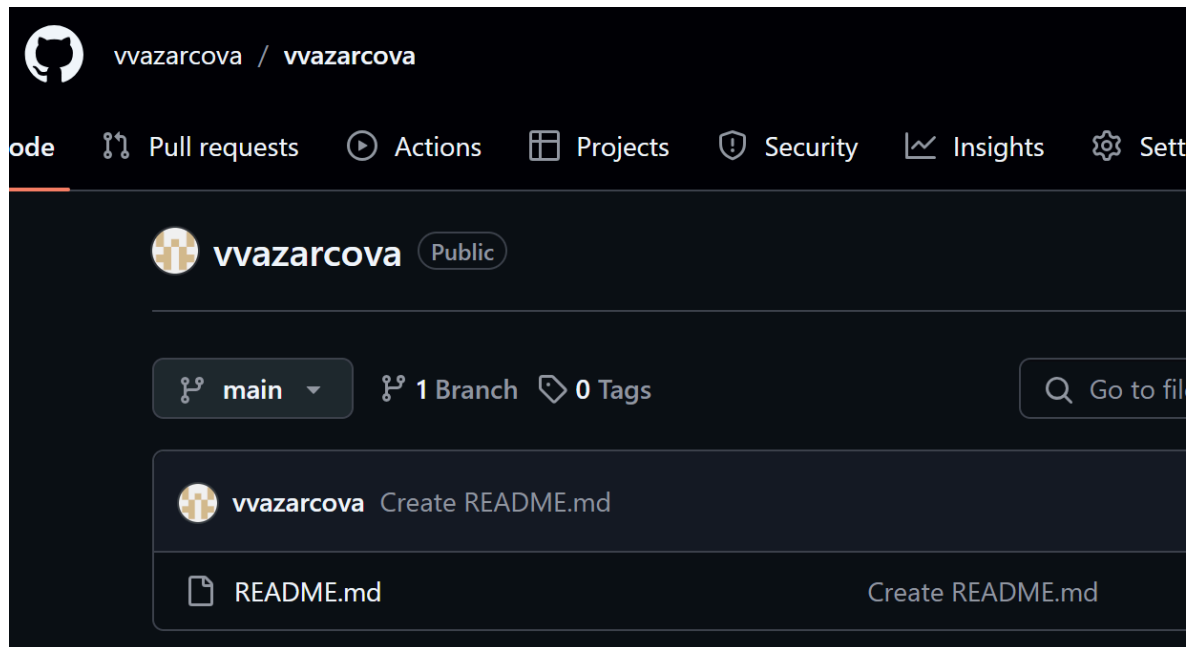 vvazarcova / vvazarcova
ode Pull requests Actions Projects Security Insights Sett
vvazarcova Public
main 1 Branch 0 Tags Go to fil
vvazarcova Create README.md
README.md Create README.md